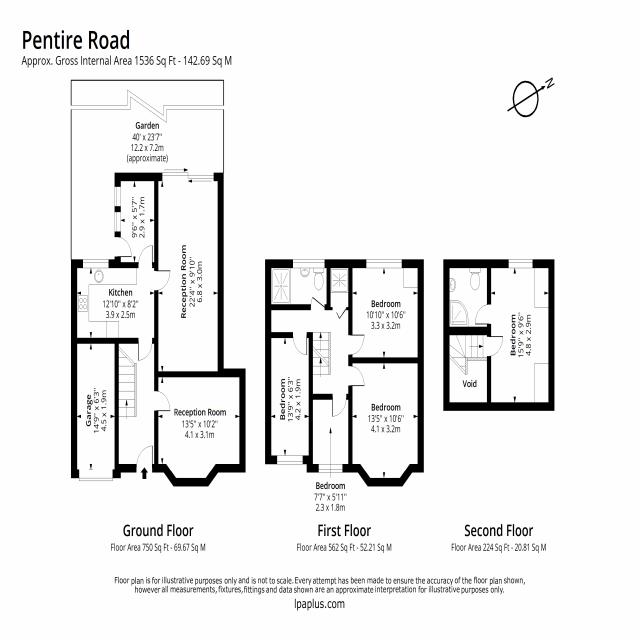 Pentire Road
Approx. Gross Internal Area 1536 Sq Ft - 142.69 Sq M
N
Garden
40' x 23'7"
12.2 x 7.2m
(approximate)
9'6" x 5'7"
2.9 x 1.7m
Reception Room
22'4" x 9'10"
6.8 x 3.0m
Kitchen
12'10" x 8'2"
3.9 x 2.5m
Garage
14'9" x 6'3"
4.5 x 1.9m
Reception Room
13'5" x 10'2"
4.1 x 3.1m
Bedroom
10'10" x 10'6"
3.3 x 3.2m
Bedroom
13'9" x 6'3"
4.2 x 1.9m
Bedroom
13'5" x 10'6"
4.1 x 3.2m
Bedroom
7'7" x 5'11"
2.3 x 1.8m
Bedroom
15'9" x 9'6"
4.8 x 2.9m
Void
Ground Floor
Floor Area 750 Sq Ft - 69.67 Sq M
First Floor
Floor Area 562 Sq Ft - 52.21 Sq M
Second Floor
Floor Area 224 Sq Ft - 20.81 Sq M
Floor plan is for illustrative purposes only and is not to scale. Every attempt has been made to ensure the accuracy of the floor plan shown,
however all measurements, fixtures, fittings and data shown are an approximate interpretation for illustrative purposes only.
lpaplus.com